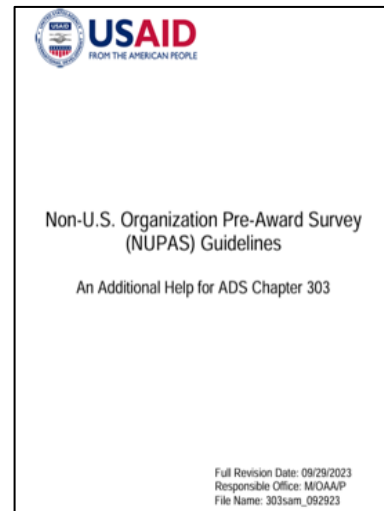 USAID
FROM THE AMERICAN PEOPLE
Non-U.S. Organization Pre-Award Survey
(NUPAS) Guidelines
An Additional Help for ADS Chapter 303
Full Revision Date: 09/29/2023
Responsible Office: M/OAA/P
File Name: 303sam_092923